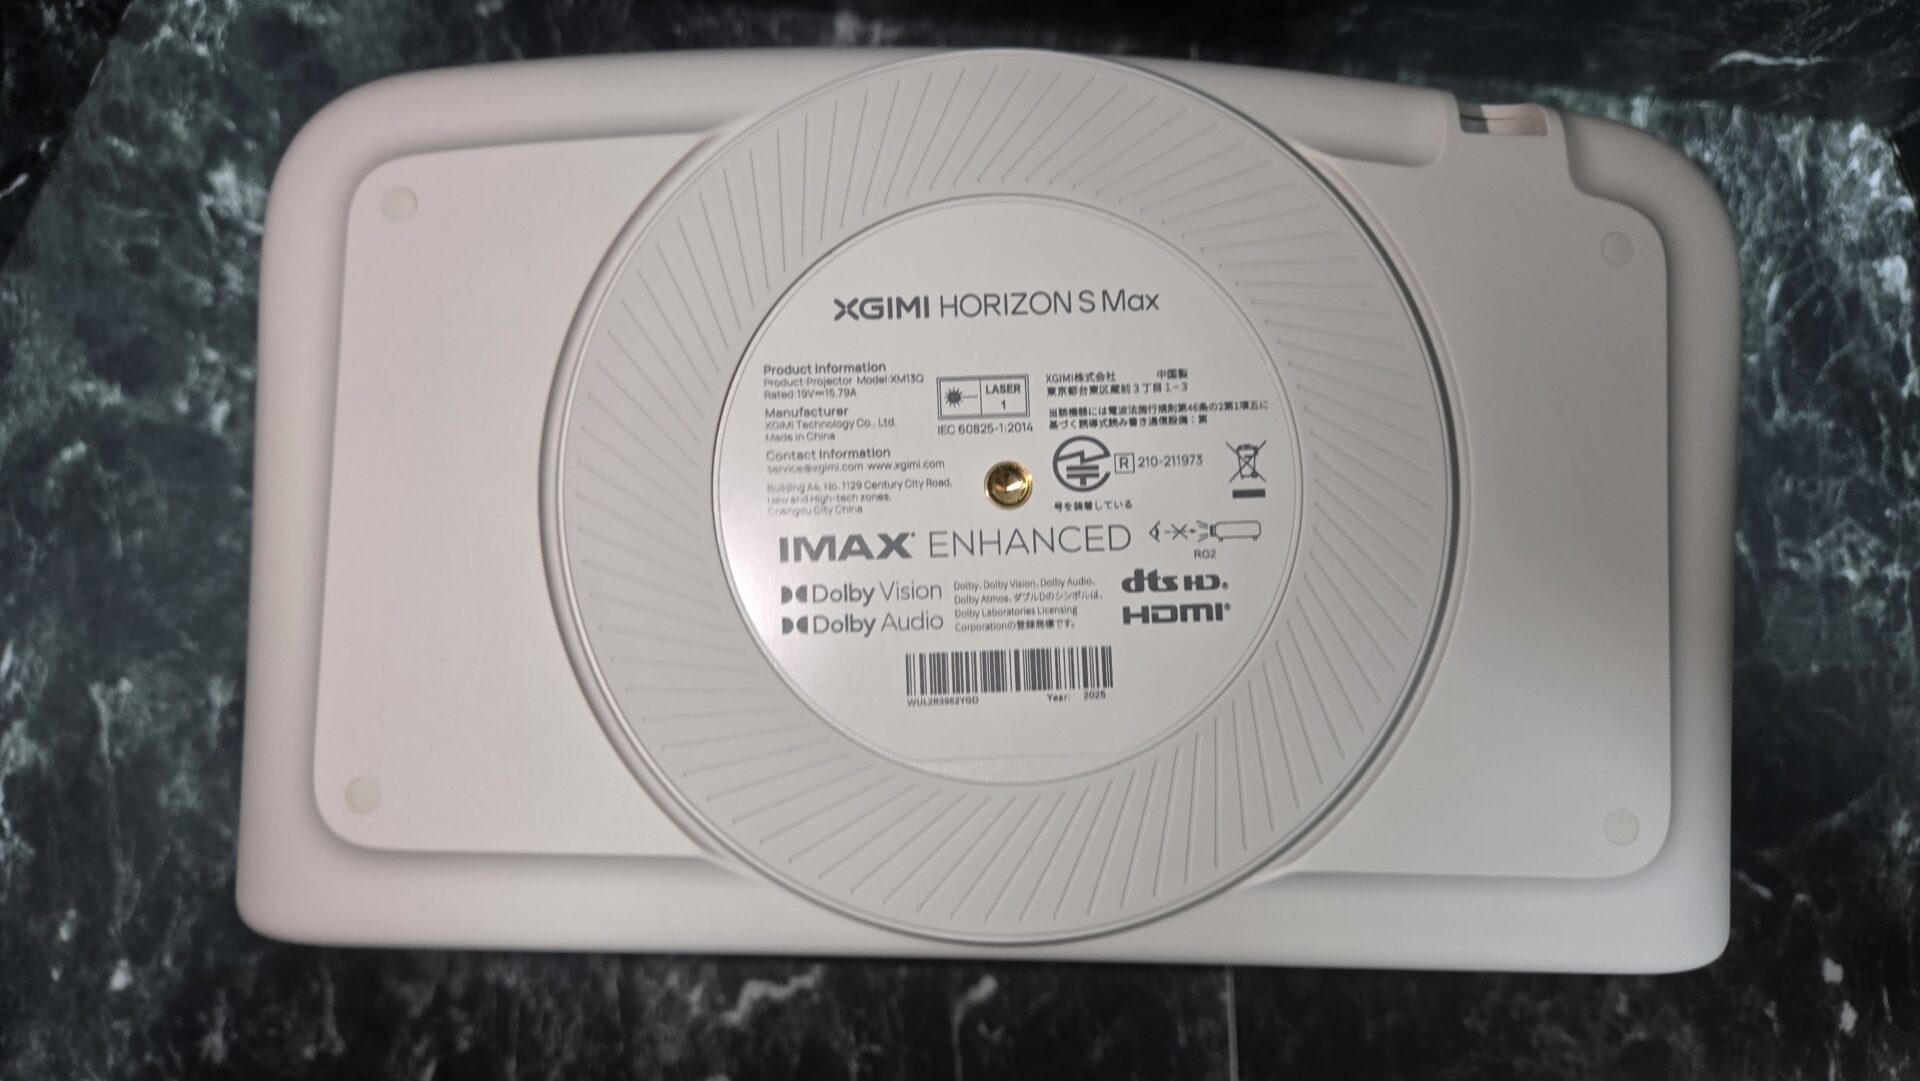 XGIMI HORIZON S Max
Product Information
Product:Projector Model:XM13Q
Rated:19V⎓15.79A
Manufacturer
XGIMI Technology Co., Ltd.
Made in China
Contact Information
service@xgimi.com www.xgimi.com
Building A4, No. 1129 Century City Road,
New and High-tech zones,
Chengdu City China
LASER
1
IEC 60825-1:2014
XGIMI株式会社 中国製
東京都台東区蔵前3丁目1-3
当該機器には電波法施行規則第46条の2第1項五に
基づく誘導式読み書き通信設備:第
R 210-211973
号を装着している
IMAX ENHANCED
RG2
Dolby Vision
Dolby Audio
Dolby、Dolby Vision、Dolby Audio、
Dolby Atmos、ダブルDのシンボルは、
Dolby Laboratories Licensing
Corporationの登録商標です。
dts HD®
HDMI®
WUL2R3962YGD Year: 2025